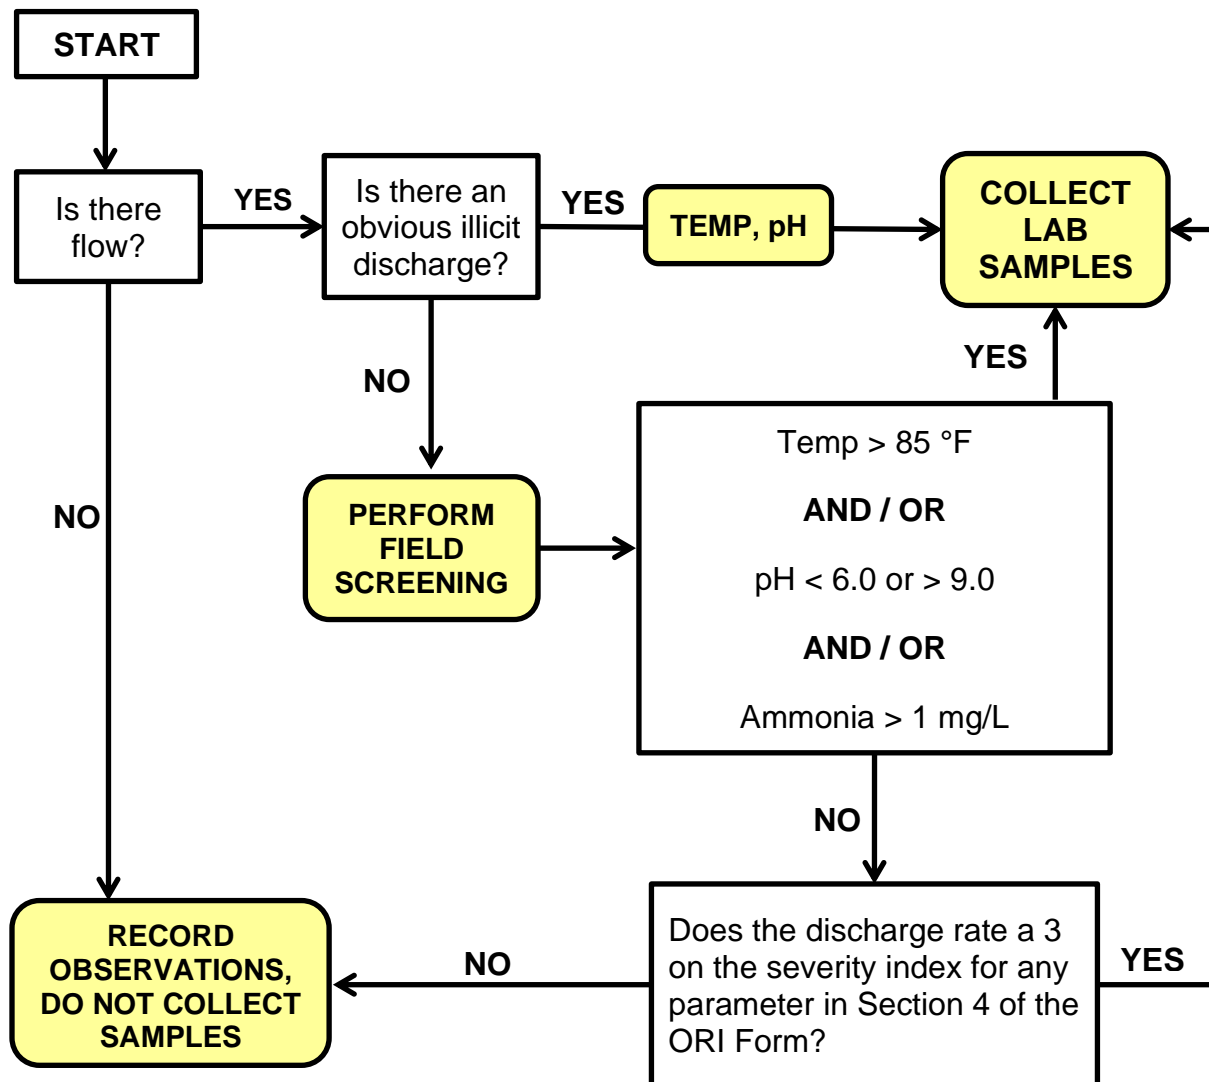 START
Is there
flow?
YES
Is there an
obvious illicit
discharge?
YES
TEMP, pH
COLLECT
LAB
SAMPLES
NO
YES
NO
PERFORM
FIELD
SCREENING
Temp > 85 °F
AND / OR
pH < 6.0 or > 9.0
AND / OR
Ammonia > 1 mg/L
NO
RECORD
OBSERVATIONS,
DO NOT COLLECT
SAMPLES
NO
Does the discharge rate a 3
on the severity index for any
parameter in Section 4 of the
ORI Form?
YES